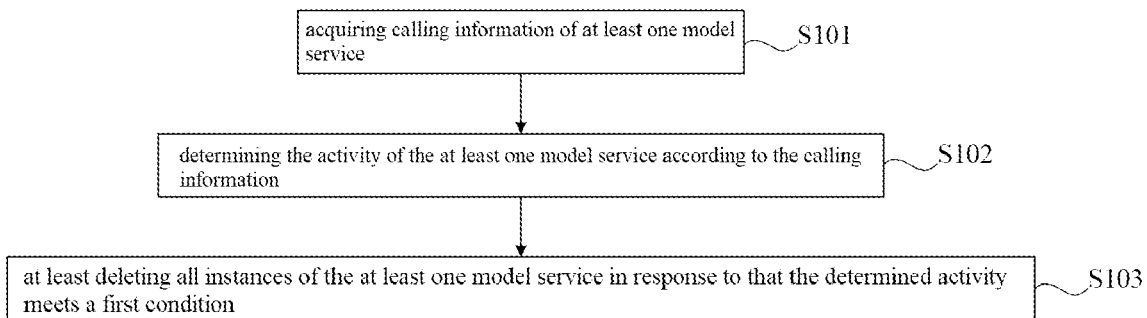 acquiring calling information of at least one model
service
S101
determining the activity of the at least one model service according to the calling
information
S102
at least deleting all instances of the at least one model service in response to that the determined activity
meets a first condition
S103